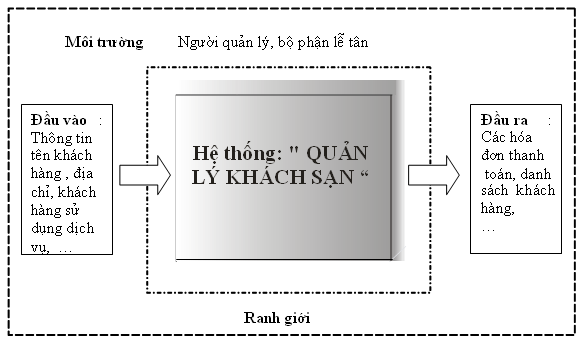 Môi trường Người quản lý, bộ phận lễ tân
Đầu vào :
Thông tin
tên khách
hàng , địa
chỉ, khách
hàng sử
dụng dịch
vụ, ...
Hệ thống: " QUẢN
LÝ KHÁCH SẠN “
Đầu ra :
Các hóa
đơn thanh
toán, danh
sách khách
hàng,
...
Ranh giới